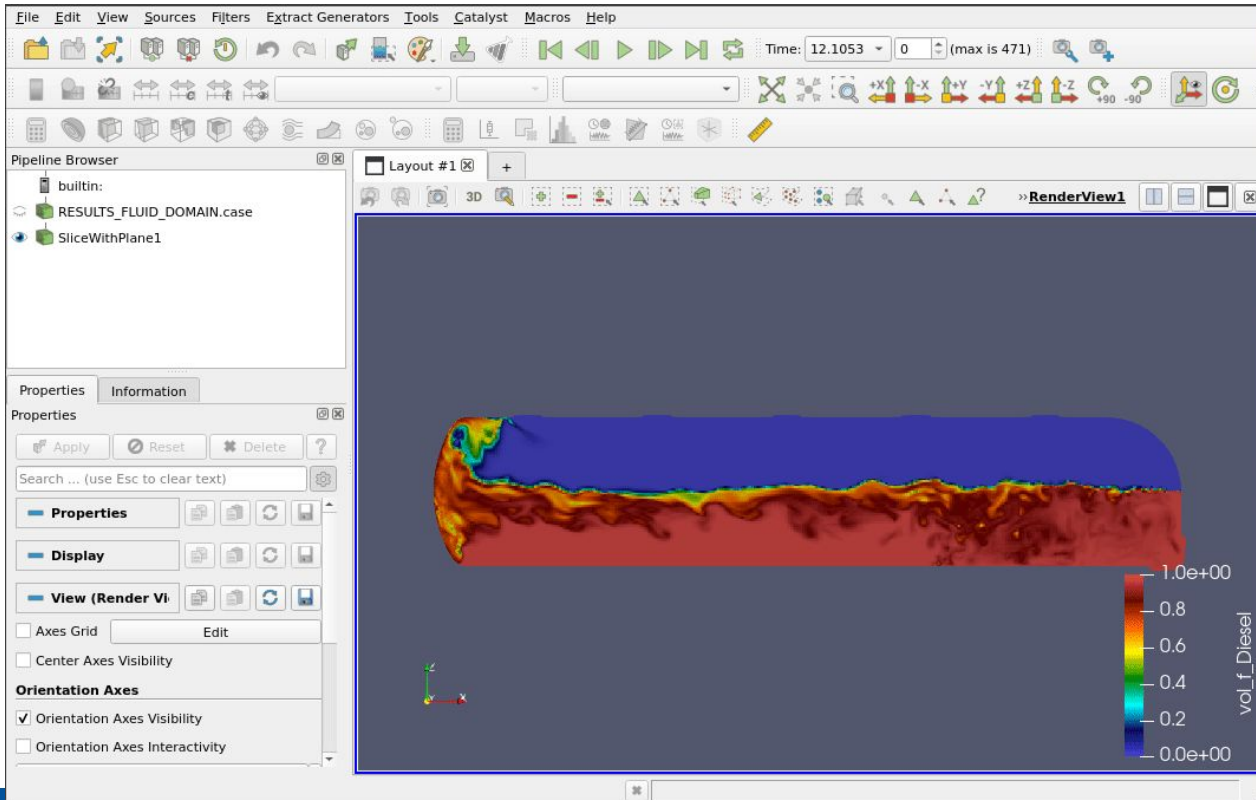 File Edit View Sources Filters Extract Generators Tools Catalyst Macros Help
Time: 12.1053 0 (max is 471)
+X -X +Y -Y +Z -Z +90 -90
Pipeline Browser
Layout #1 +
builtin:
3D »RenderView1
RESULTS_FLUID_DOMAIN.case
SliceWithPlane1
Properties Information
Properties
Apply Reset Delete ?
Search ... (use Esc to clear text)
Properties
Display
View (Render Vi
Axes Grid Edit
Center Axes Visibility
Orientation Axes
Orientation Axes Visibility
Orientation Axes Interactivity
1.0e+00
0.8
0.6
0.4
0.2
0.0e+00
vol_f_Diesel
Z
Y X